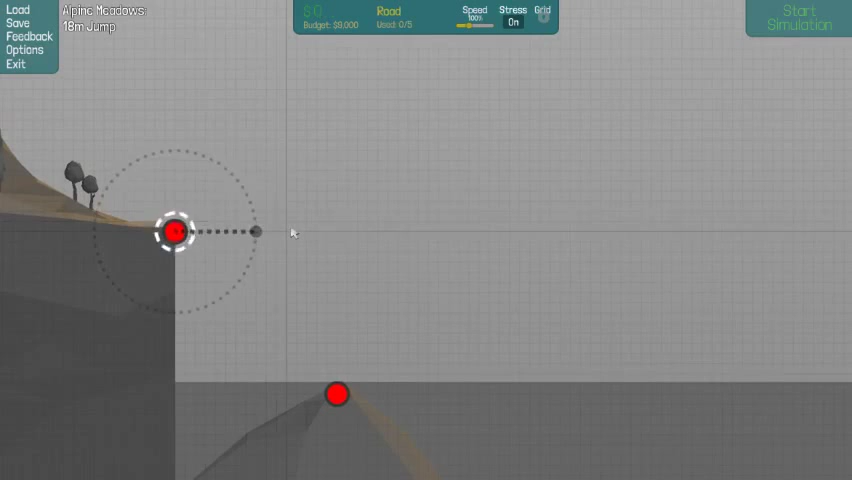 Load
Save
Feedback
Options
Exit
Alpine Meadows:
18m Jump
$0
Budget: $9,000
Road
Used: 0/5
Speed
100%
Stress
On
Grid
Start
Simulation